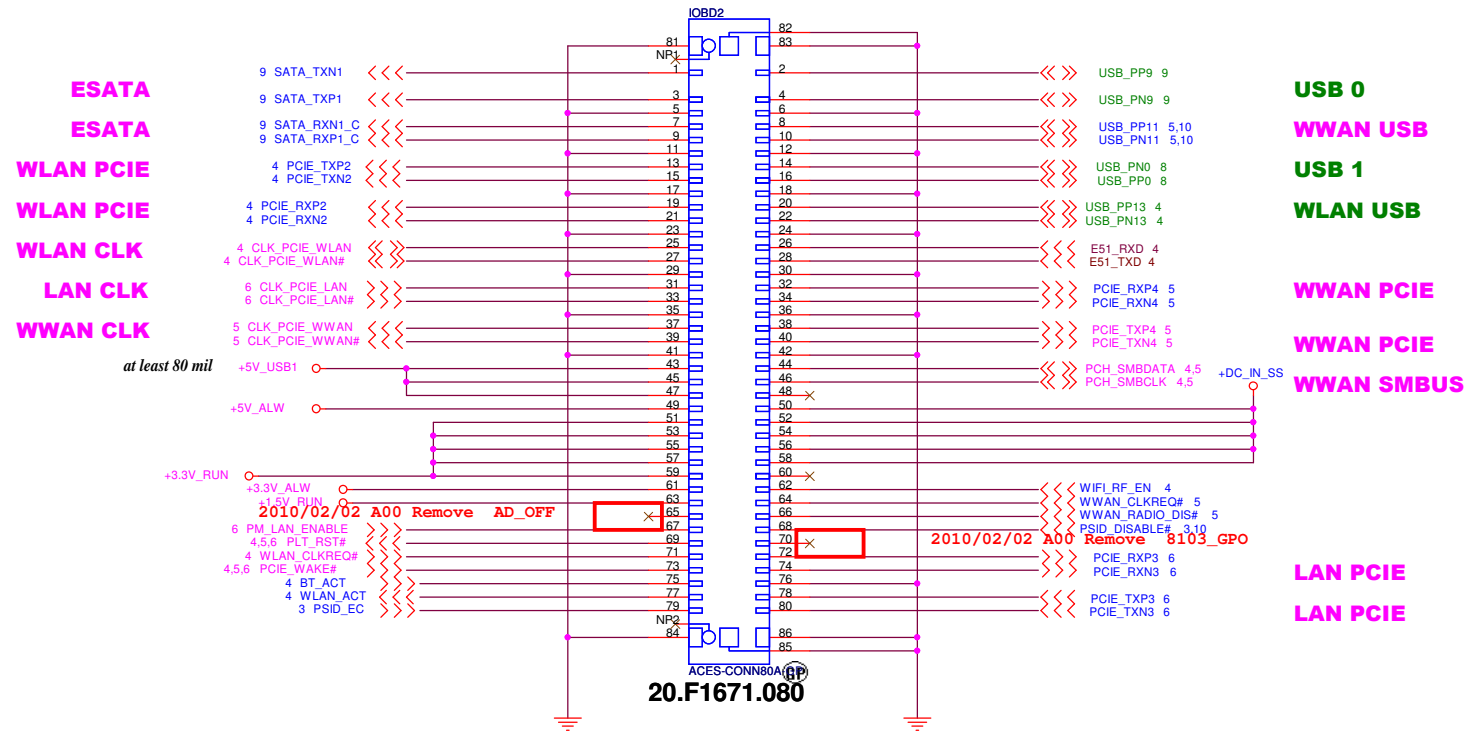 IOBD2
81
82
83
NP1
ESATA
9 SATA_TXN1
1
2
USB_PP9 9
USB 0
9 SATA_TXP1
3
4
USB_PN9 9
5
6
ESATA
9 SATA_RXN1_C
7
8
USB_PP11 5,10
WWAN USB
9 SATA_RXP1_C
9
10
USB_PN11 5,10
11
12
WLAN PCIE
4 PCIE_TXP2
13
14
USB_PN0 8
USB 1
4 PCIE_TXN2
15
16
USB_PP0 8
17
18
WLAN PCIE
4 PCIE_RXP2
19
20
USB_PP13 4
WLAN USB
4 PCIE_RXN2
21
22
USB_PN13 4
23
24
WLAN CLK
4 CLK_PCIE_WLAN
25
26
E51_RXD 4
4 CLK_PCIE_WLAN#
27
28
E51_TXD 4
29
30
LAN CLK
6 CLK_PCIE_LAN
31
32
PCIE_RXP4 5
WWAN PCIE
6 CLK_PCIE_LAN#
33
34
PCIE_RXN4 5
35
36
WWAN CLK
5 CLK_PCIE_WWAN
37
38
PCIE_TXP4 5
WWAN PCIE
5 CLK_PCIE_WWAN#
39
40
PCIE_TXN4 5
41
42
at least 80 mil
+5V_USB1
43
44
PCH_SMBDATA 4,5
+DC_IN_SS
WWAN SMBUS
45
46
PCH_SMBCLK 4,5
47
48
+5V_ALW
49
50
51
52
53
54
55
56
57
58
+3.3V_RUN
59
60
+3.3V_ALW
61
62
WIFI_RF_EN 4
+1.5V_RUN
63
64
WWAN_CLKREQ# 5
2010/02/02 A00 Remove AD_OFF
65
66
WWAN_RADIO_DIS# 5
6 PM_LAN_ENABLE
67
68
PSID_DISABLE# 3,10
4,5,6 PLT_RST#
69
70
2010/02/02 A00 Remove 8103_GPO
4 WLAN_CLKREQ#
71
72
PCIE_RXP3 6
LAN PCIE
4,5,6 PCIE_WAKE#
73
74
PCIE_RXN3 6
4 BT_ACT
75
76
4 WLAN_ACT
77
78
PCIE_TXP3 6
LAN PCIE
3 PSID_EC
79
80
PCIE_TXN3 6
NP2
84
86
85
ACES-CONN80A
GP
20.F1671.080